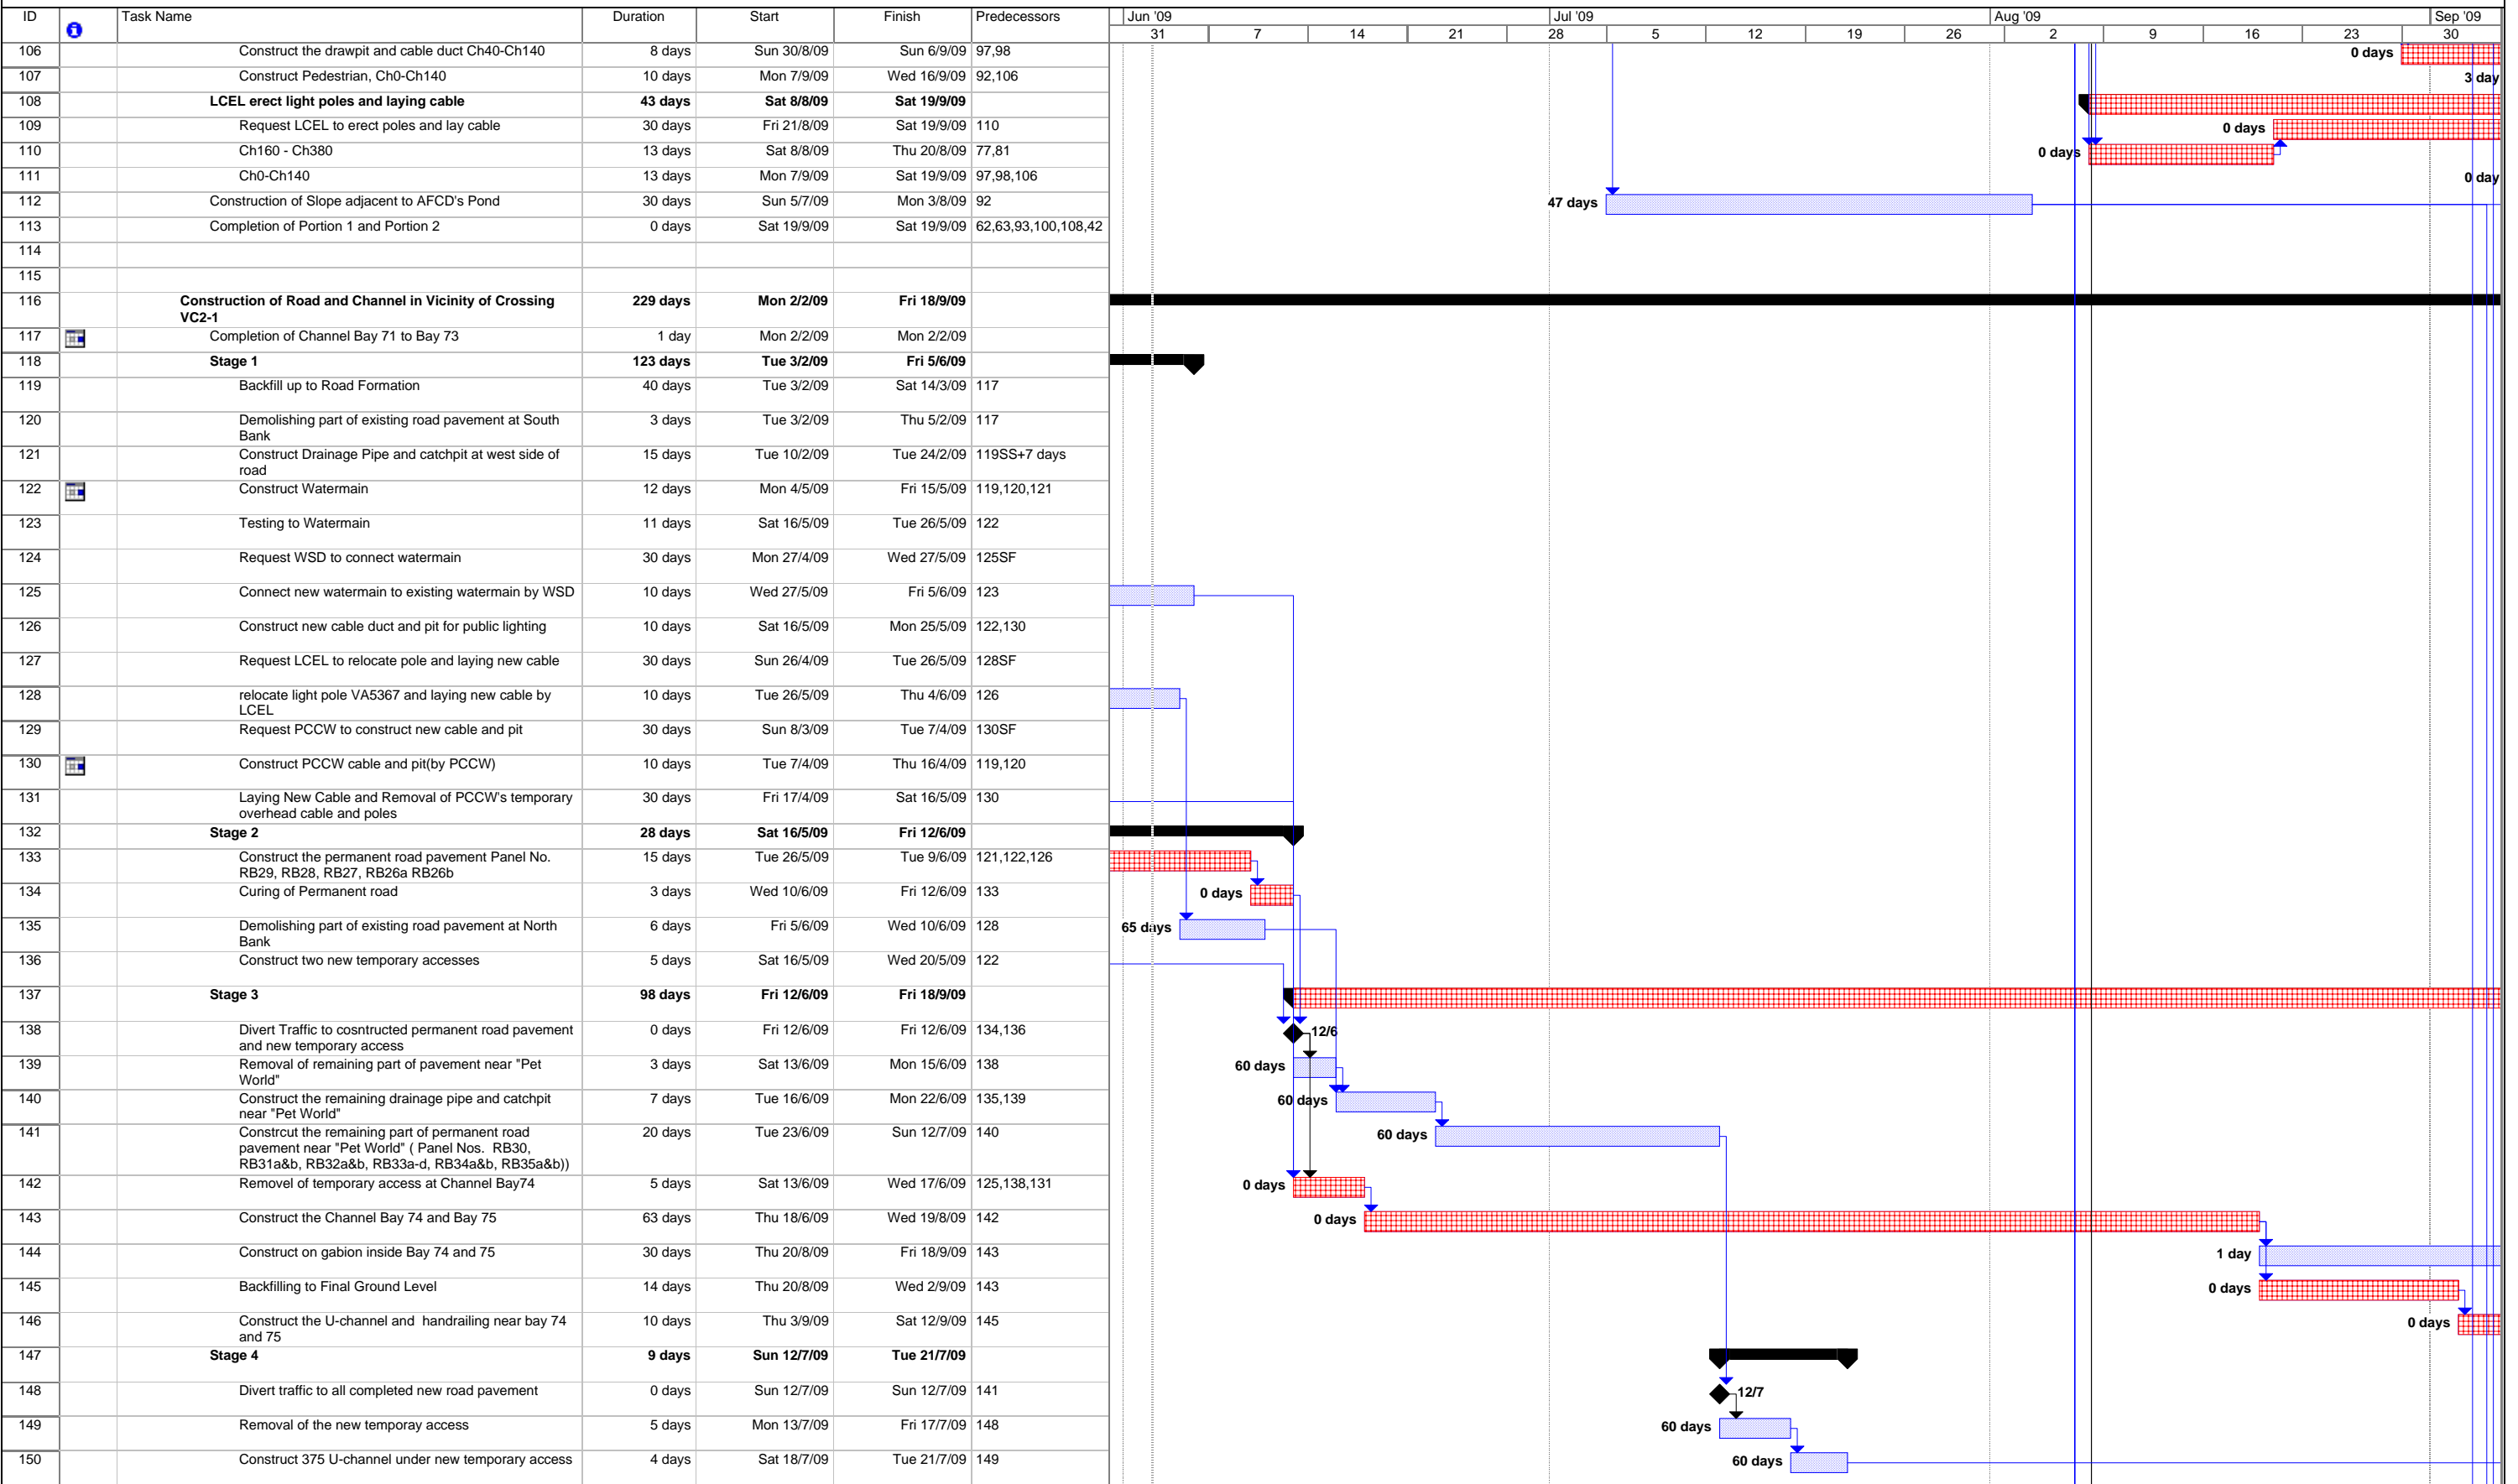 ID Task Name Duration Start Finish Predecessors Jun '09 Jul '09 Aug '09 Sep '09
31 7 14 21 28 5 12 19 26 2 9 16 23 30
106 Construct the drawpit and cable duct Ch40-Ch140 8 days Sun 30/8/09 Sun 6/9/09 97,98 0 days
107 Construct Pedestrian, Ch0-Ch140 10 days Mon 7/9/09 Wed 16/9/09 92,106 3 day
108 LCEL erect light poles and laying cable 43 days Sat 8/8/09 Sat 19/9/09
109 Request LCEL to erect poles and lay cable 30 days Fri 21/8/09 Sat 19/9/09 110 0 days
110 Ch160 - Ch380 13 days Sat 8/8/09 Thu 20/8/09 77,81 0 days
111 Ch0-Ch140 13 days Mon 7/9/09 Sat 19/9/09 97,98,106 0 day
112 Construction of Slope adjacent to AFCD's Pond 30 days Sun 5/7/09 Mon 3/8/09 92 47 days
113 Completion of Portion 1 and Portion 2 0 days Sat 19/9/09 Sat 19/9/09 62,63,93,100,108,42
114
115
116 Construction of Road and Channel in Vicinity of Crossing 229 days Mon 2/2/09 Fri 18/9/09
VC2-1
117 Completion of Channel Bay 71 to Bay 73 1 day Mon 2/2/09 Mon 2/2/09
118 Stage 1 123 days Tue 3/2/09 Fri 5/6/09
119 Backfill up to Road Formation 40 days Tue 3/2/09 Sat 14/3/09 117
120 Demolishing part of existing road pavement at South 3 days Tue 3/2/09 Thu 5/2/09 117
Bank
121 Construct Drainage Pipe and catchpit at west side of 15 days Tue 10/2/09 Tue 24/2/09 119SS+7 days
road
122 Construct Watermain 12 days Mon 4/5/09 Fri 15/5/09 119,120,121
123 Testing to Watermain 11 days Sat 16/5/09 Tue 26/5/09 122
124 Request WSD to connect watermain 30 days Mon 27/4/09 Wed 27/5/09 125SF
125 Connect new watermain to existing watermain by WSD 10 days Wed 27/5/09 Fri 5/6/09 123
126 Construct new cable duct and pit for public lighting 10 days Sat 16/5/09 Mon 25/5/09 122,130
127 Request LCEL to relocate pole and laying new cable 30 days Sun 26/4/09 Tue 26/5/09 128SF
128 relocate light pole VA5367 and laying new cable by 10 days Tue 26/5/09 Thu 4/6/09 126
LCEL
129 Request PCCW to construct new cable and pit 30 days Sun 8/3/09 Tue 7/4/09 130SF
130 Construct PCCW cable and pit(by PCCW) 10 days Tue 7/4/09 Thu 16/4/09 119,120
131 Laying New Cable and Removal of PCCW's temporary 30 days Fri 17/4/09 Sat 16/5/09 130
overhead cable and poles
132 Stage 2 28 days Sat 16/5/09 Fri 12/6/09
133 Construct the permanent road pavement Panel No. 15 days Tue 26/5/09 Tue 9/6/09 121,122,126
RB29, RB28, RB27, RB26a RB26b
134 Curing of Permanent road 3 days Wed 10/6/09 Fri 12/6/09 133 0 days
135 Demolishing part of existing road pavement at North 6 days Fri 5/6/09 Wed 10/6/09 128 65 days
Bank
136 Construct two new temporary accesses 5 days Sat 16/5/09 Wed 20/5/09 122
137 Stage 3 98 days Fri 12/6/09 Fri 18/9/09
138 Divert Traffic to cosntructed permanent road pavement 0 days Fri 12/6/09 Fri 12/6/09 134,136 12/6
and new temporary access
139 Removal of remaining part of pavement near "Pet 3 days Sat 13/6/09 Mon 15/6/09 138 60 days
World"
140 Construct the remaining drainage pipe and catchpit 7 days Tue 16/6/09 Mon 22/6/09 135,139 60 days
near "Pet World"
141 Constrcut the remaining part of permanent road 20 days Tue 23/6/09 Sun 12/7/09 140 60 days
pavement near "Pet World" ( Panel Nos. RB30,
RB31a&b, RB32a&b, RB33a-d, RB34a&b, RB35a&b))
142 Removel of temporary access at Channel Bay74 5 days Sat 13/6/09 Wed 17/6/09 125,138,131 0 days
143 Construct the Channel Bay 74 and Bay 75 63 days Thu 18/6/09 Wed 19/8/09 142 0 days
144 Construct on gabion inside Bay 74 and 75 30 days Thu 20/8/09 Fri 18/9/09 143 1 day
145 Backfilling to Final Ground Level 14 days Thu 20/8/09 Wed 2/9/09 143 0 days
146 Construct the U-channel and handrailing near bay 74 10 days Thu 3/9/09 Sat 12/9/09 145 0 days
and 75
147 Stage 4 9 days Sun 12/7/09 Tue 21/7/09
148 Divert traffic to all completed new road pavement 0 days Sun 12/7/09 Sun 12/7/09 141 12/7
149 Removal of the new temporay access 5 days Mon 13/7/09 Fri 17/7/09 148 60 days
150 Construct 375 U-channel under new temporary access 4 days Sat 18/7/09 Tue 21/7/09 149 60 days